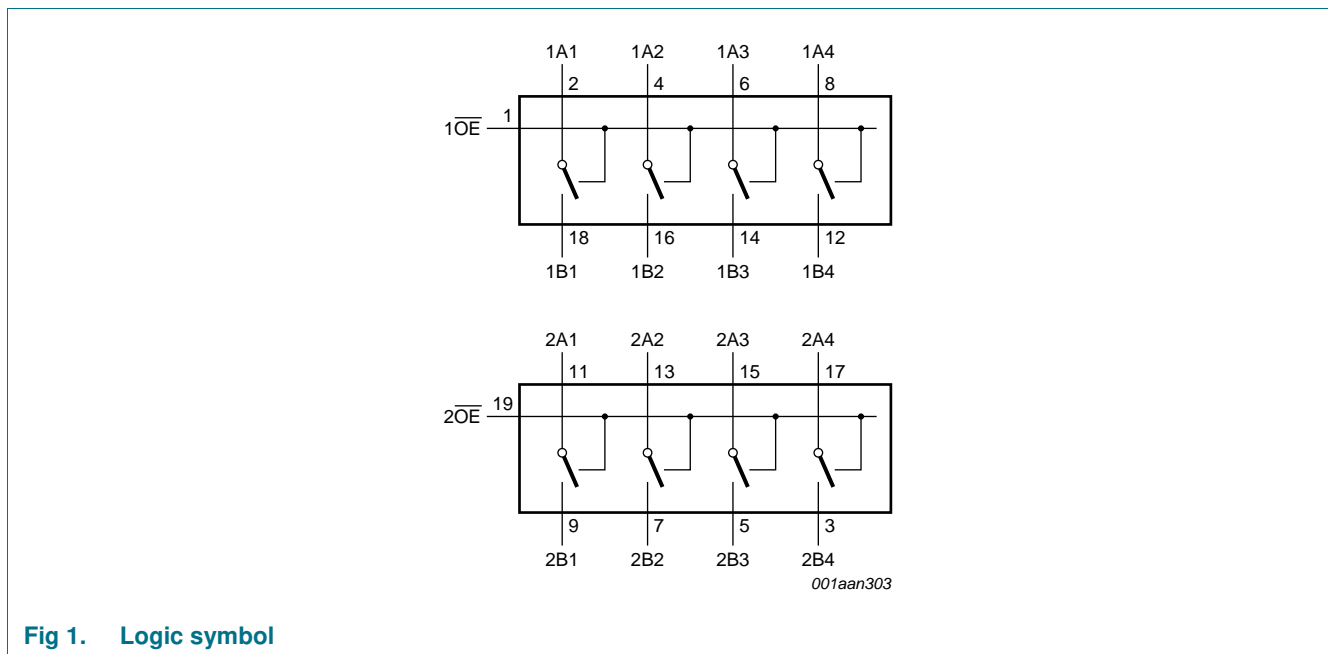 1A1 1A2 1A3 1A4
2 4 6 8
1
1O̅E̅
18 16 14 12
1B1 1B2 1B3 1B4
2A1 2A2 2A3 2A4
11 13 15 17
19
2O̅E̅
9 7 5 3
2B1 2B2 2B3 2B4
001aan303
Fig 1. Logic symbol